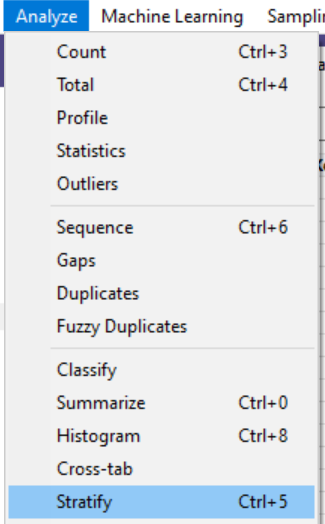 Analyze Machine Learning Samplin
Count Ctrl+3
Total Ctrl+4
Profile
Statistics
Outliers
Sequence Ctrl+6
Gaps
Duplicates
Fuzzy Duplicates
Classify
Summarize Ctrl+0
Histogram Ctrl+8
Cross-tab
Stratify Ctrl+5